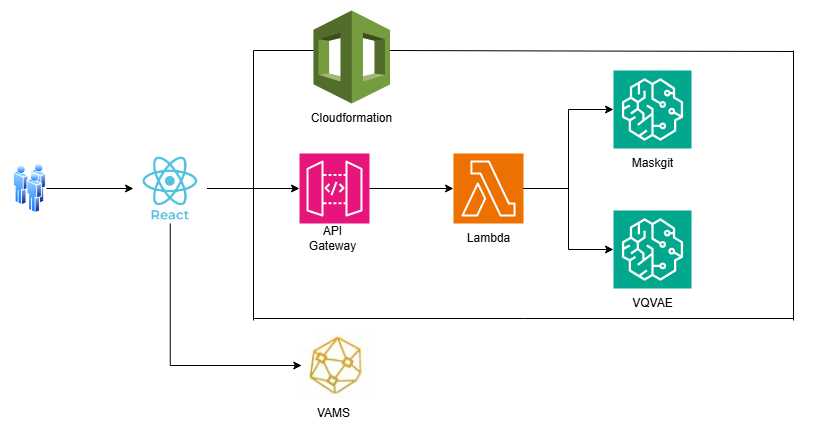 Cloudformation
Maskgit
React
</>
API
Gateway
Lambda
VQVAE
VAMS